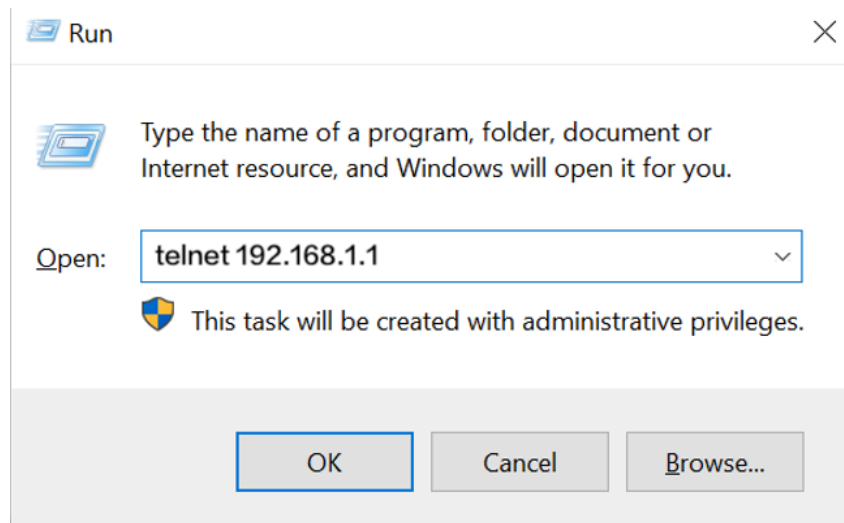 Run
Type the name of a program, folder, document or
Internet resource, and Windows will open it for you.
Open: telnet 192.168.1.1
This task will be created with administrative privileges.
OK Cancel Browse...